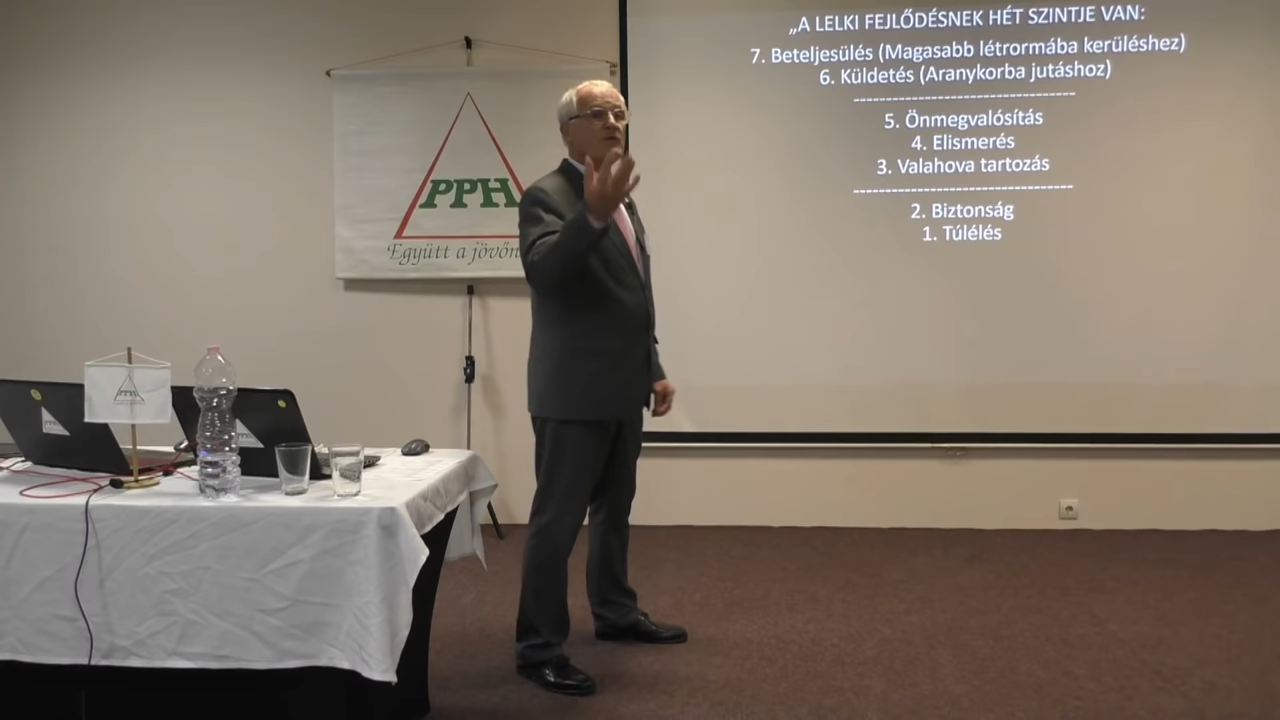 „A LELKI FEJLŐDÉSNEK HÉT SZINTJE VAN:
7. Beteljesülés (Magasabb létrormába kerüléshez)
6. Küldetés (Aranykorba jutáshoz)
--------------------------------
5. Önmegvalósítás
4. Elismerés
3. Valahova tartozás
--------------------------------
2. Biztonság
1. Túlélés
PPH
Együtt a
PPH